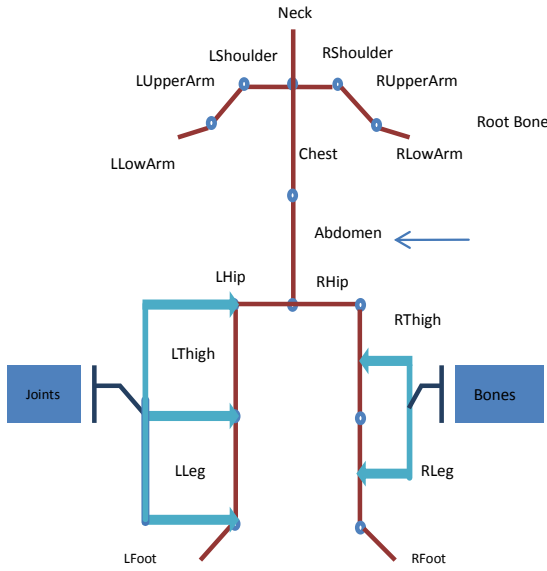 Neck
LShoulder
RShoulder
LUpperArm
RUpperArm
Root Bone
Chest
LLowArm
RLowArm
Abdomen
LHip
RHip
RThigh
LThigh
Joints
Bones
LLeg
RLeg
LFoot
RFoot